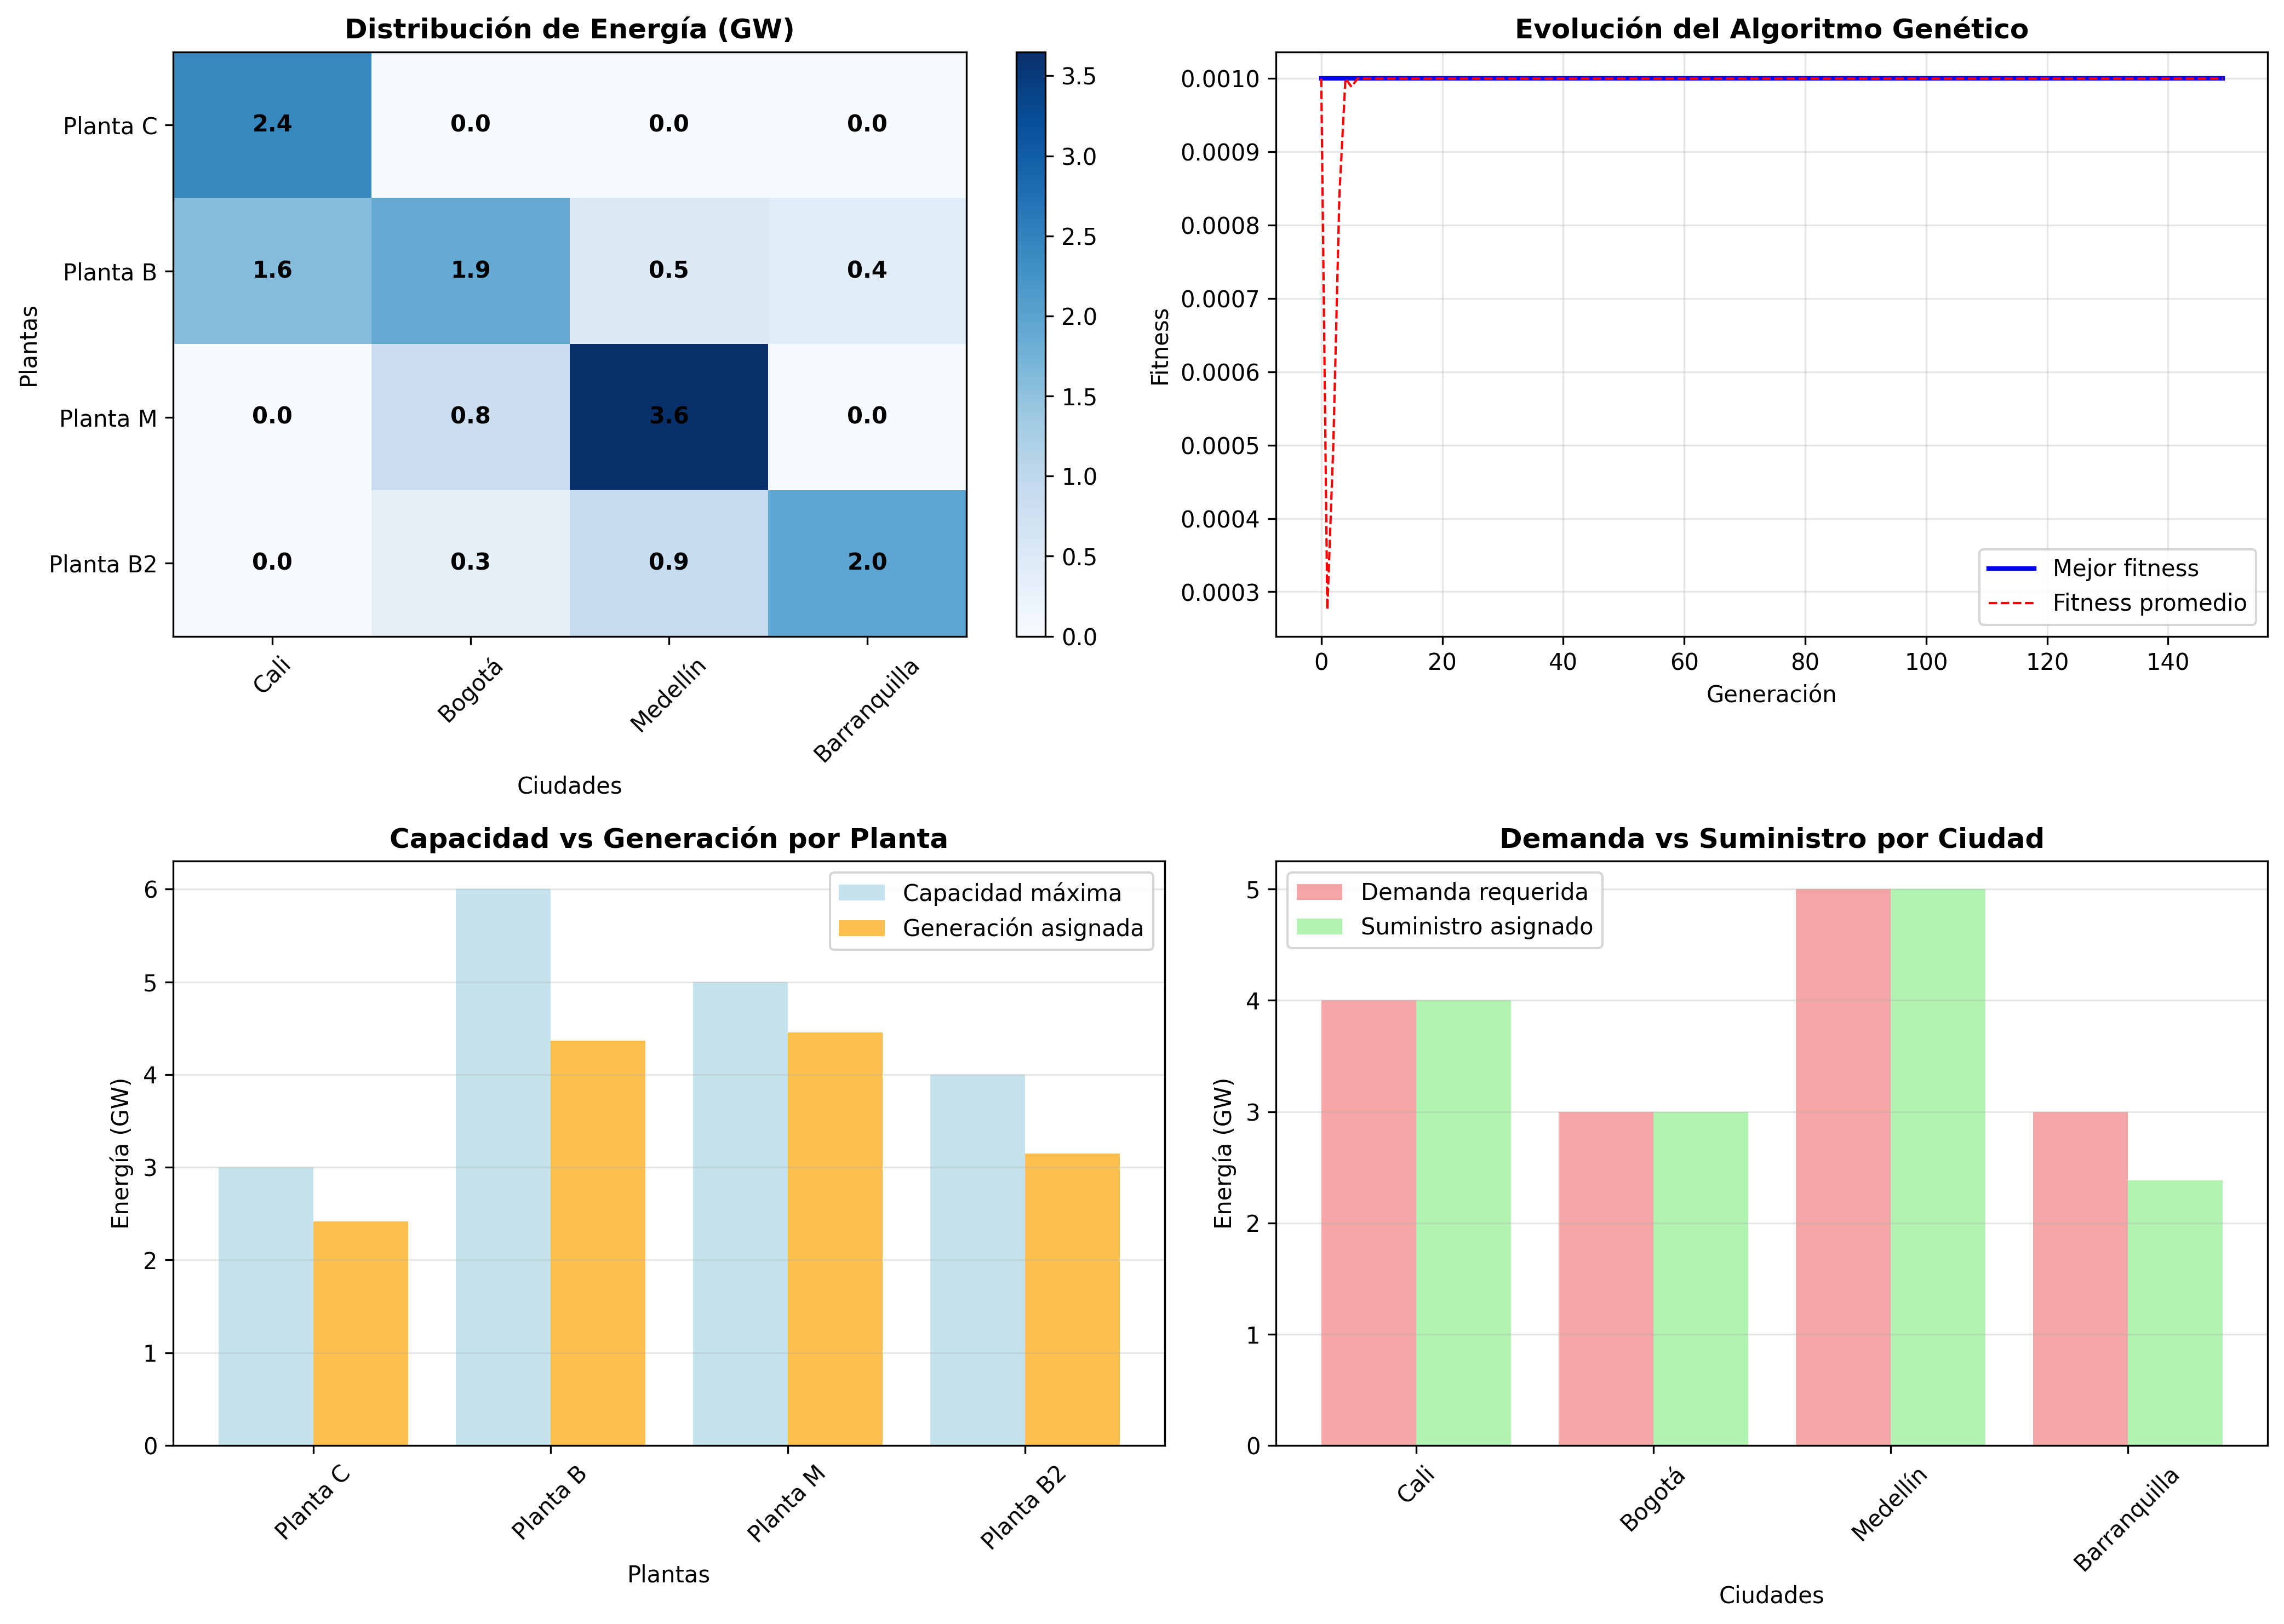 Distribución de Energía (GW)
Plantas
Planta C
2.4 0.0 0.0 0.0
Planta B
1.6 1.9 0.5 0.4
Planta M
0.0 0.8 3.6 0.0
Planta B2
0.0 0.3 0.9 2.0
Cali Bogotá Medellín Barranquilla
Ciudades
3.5
3.0
2.5
2.0
1.5
1.0
0.5
0.0
Evolución del Algoritmo Genético
Fitness
0.0010
0.0009
0.0008
0.0007
0.0006
0.0005
0.0004
0.0003
Mejor fitness
Fitness promedio
0 20 40 60 80 100 120 140
Generación
Capacidad vs Generación por Planta
Energía (GW)
6
5
4
3
2
1
0
Capacidad máxima
Generación asignada
Planta C Planta B Planta M Planta B2
Plantas
Demanda vs Suministro por Ciudad
Energía (GW)
5
4
3
2
1
0
Demanda requerida
Suministro asignado
Cali Bogotá Medellín Barranquilla
Ciudades